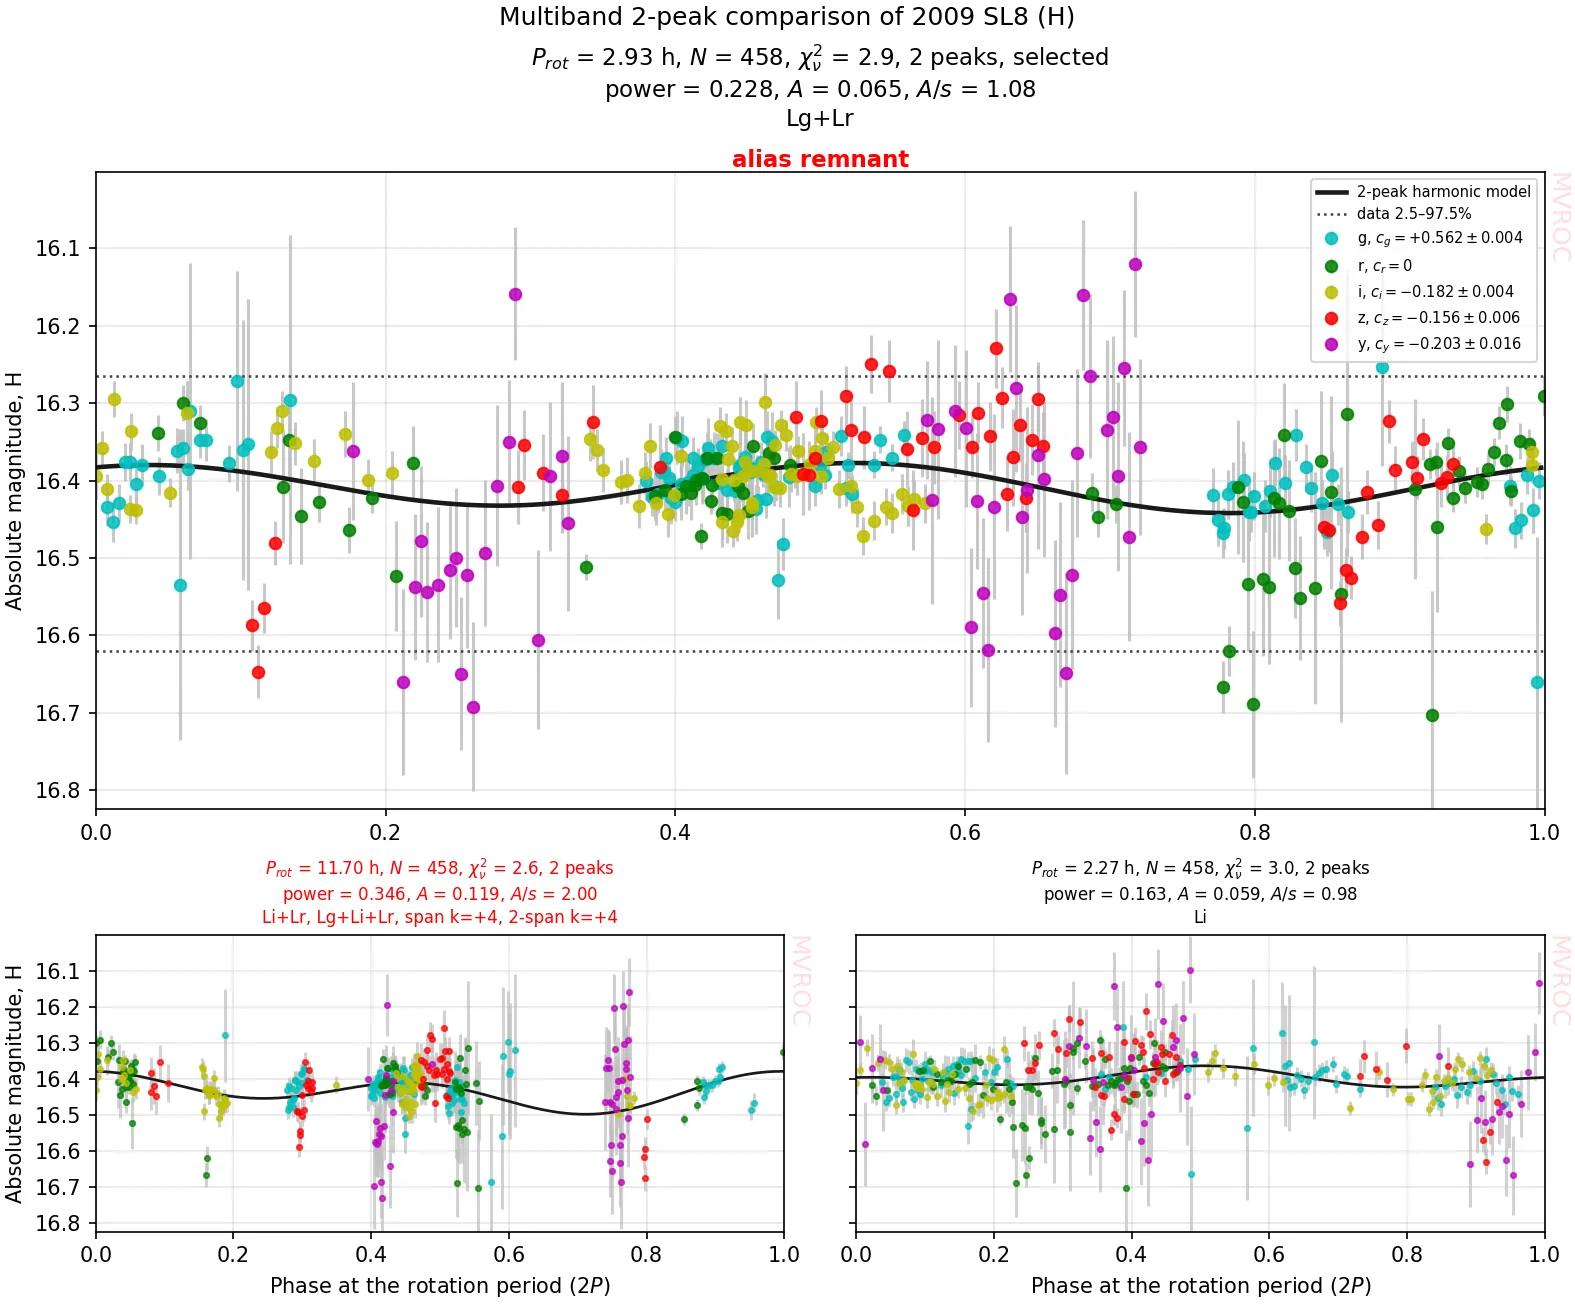 Multiband 2-peak comparison of 2009 SL8 (H)
P_rot = 2.93 h, N = 458, χ²_ν = 2.9, 2 peaks, selected
power = 0.228, A = 0.065, A/s = 1.08
Lg+Lr
alias remnant
MVROC
2-peak harmonic model
data 2.5–97.5%
g, c_g = +0.562 ± 0.004
r, c_r = 0
i, c_i = −0.182 ± 0.004
z, c_z = −0.156 ± 0.006
y, c_y = −0.203 ± 0.016
Absolute magnitude, H
16.1
16.2
16.3
16.4
16.5
16.6
16.7
16.8
0.0 0.2 0.4 0.6 0.8 1.0
P_rot = 11.70 h, N = 458, χ²_ν = 2.6, 2 peaks
power = 0.346, A = 0.119, A/s = 2.00
Li+Lr, Lg+Li+Lr, span k=+4, 2-span k=+4
MVROC
Absolute magnitude, H
16.1
16.2
16.3
16.4
16.5
16.6
16.7
16.8
0.0 0.2 0.4 0.6 0.8 1.0
Phase at the rotation period (2P)
P_rot = 2.27 h, N = 458, χ²_ν = 3.0, 2 peaks
power = 0.163, A = 0.059, A/s = 0.98
Li
MVROC
0.0 0.2 0.4 0.6 0.8 1.0
Phase at the rotation period (2P)